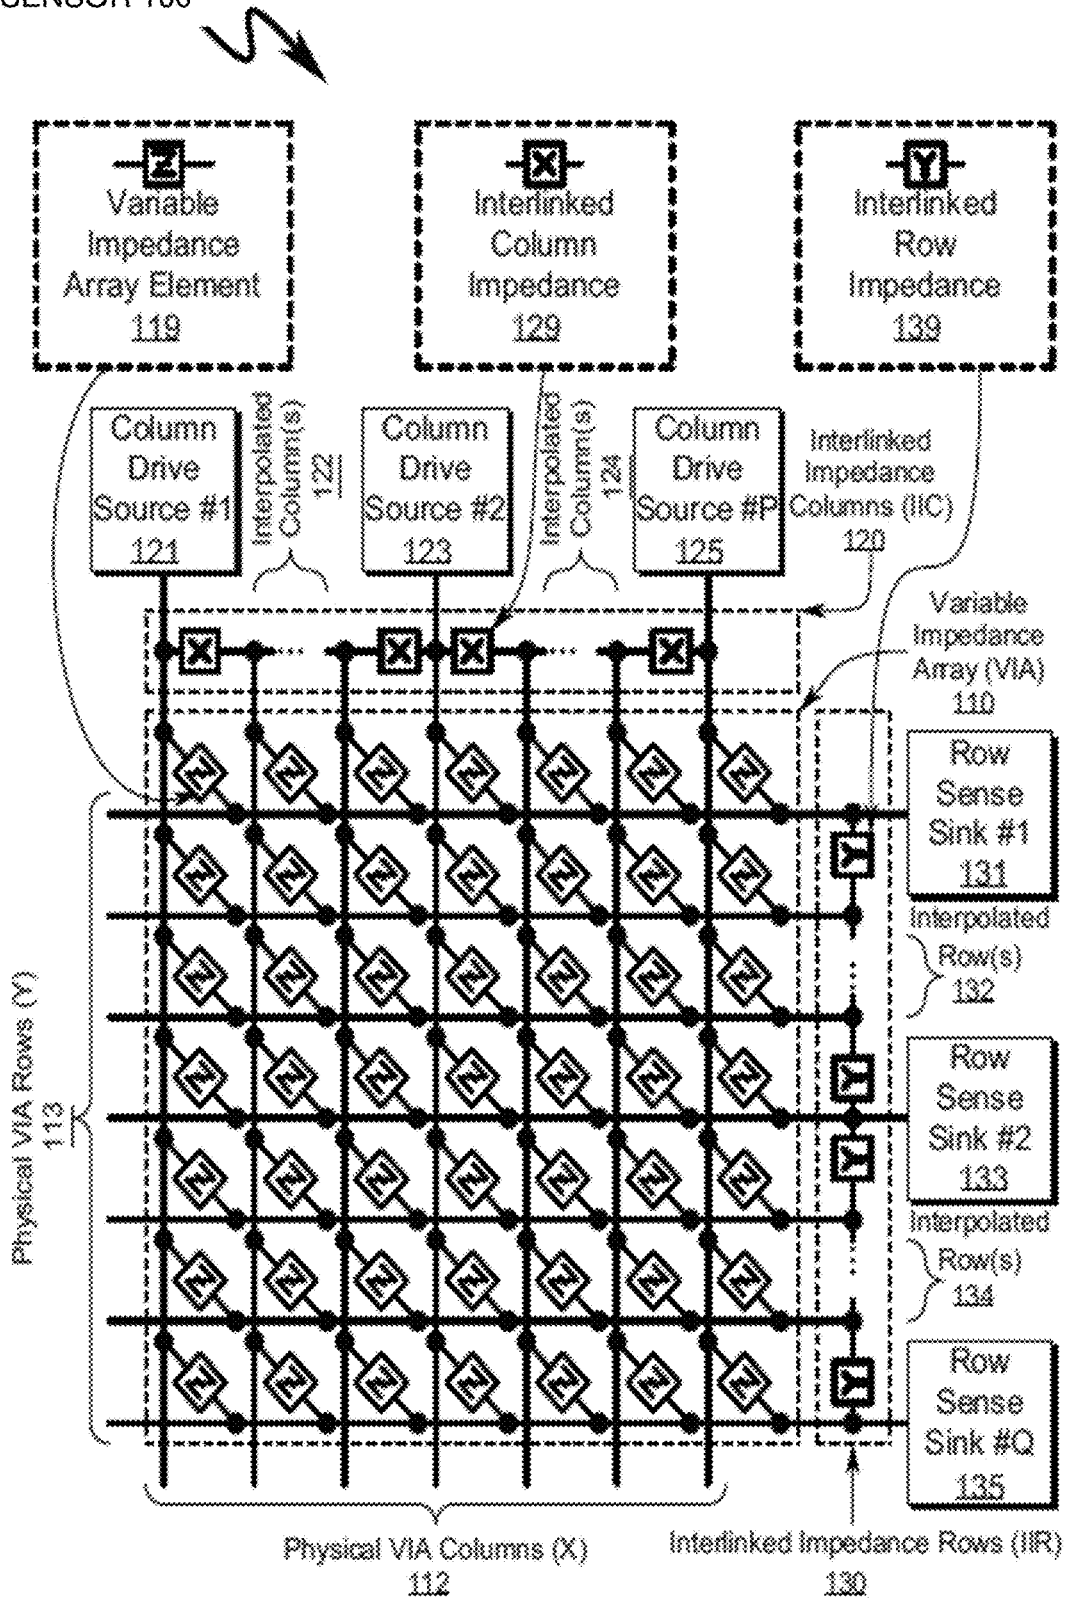 SENSOR 100
Z
Variable
Impedance
Array Element
119
X
Interlinked
Column
Impedance
129
Y
Interlinked
Row
Impedance
139
Column
Drive
Source #1
121
Interpolated
Column(s)
122
Column
Drive
Source #2
123
Interpolated
Column(s)
124
Column
Drive
Source #P
125
Interlinked
Impedance
Columns (IIC)
120
X ... X X ... X
Variable
Impedance
Array (VIA)
110
Z Z Z Z Z Z Z
Row
Sense
Sink #1
131
Y
Z Z Z Z Z Z Z
Interpolated
Row(s)
132
Z Z Z Z Z Z Z
Physical VIA Rows (Y)
113
Row
Sense
Sink #2
133
Y
Z Z Z Z Z Z Z
Y
Z Z Z Z Z Z Z
Interpolated
Row(s)
134
Z Z Z Z Z Z Z
Row
Sense
Sink #Q
135
Y
Z Z Z Z Z Z Z
Physical VIA Columns (X)
112
Interlinked Impedance Rows (IIR)
130